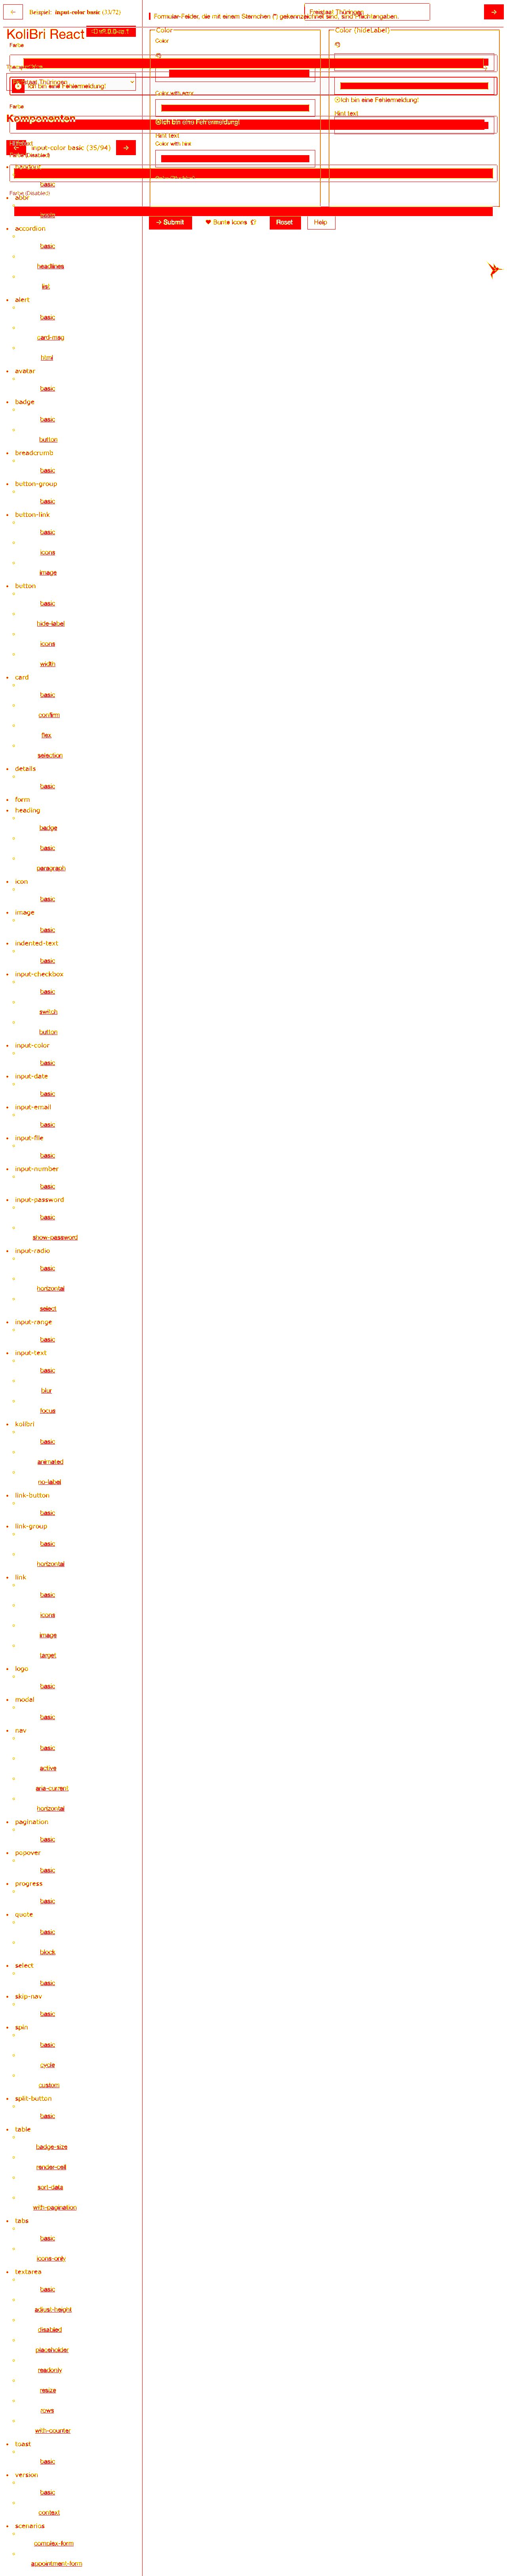 Beispiel: input-color basic (33/72)
KoliBri React
Formular-Felder, die mit einem Sternchen (*) gekennzeichnet sind, sind Pflichtangaben.
Freistaat Thüringen
Color
Color (hideLabel)
Color
Farbe
Ich bin eine Fehlermeldung!
Ich bin eine Fehlermeldung!
Farbe
Komponenten
Ich bin eine Fehlermeldung!
Hint text
Hint text
Color with hint
input-color basic (35/94)
Farbe (Disabled)
Submit
Bunte Icons
Reset
Help
basic
abbr
basic
accordion
basic
headlines
list
alert
basic
card-msg
html
avatar
basic
badge
basic
button
breadcrumb
basic
button-group
basic
button-link
basic
icons
image
button
basic
hide-label
icons
width
card
basic
confirm
flex
selection
details
basic
form
heading
badge
basic
paragraph
icon
basic
image
basic
indented-text
basic
input-checkbox
basic
switch
button
input-color
basic
input-date
basic
input-email
basic
input-file
basic
input-number
basic
input-password
basic
show-password
input-radio
basic
horizontal
select
input-range
basic
input-text
basic
blur
focus
kolibri
basic
animated
no-label
link-button
basic
link-group
basic
horizontal
link
basic
icons
image
target
logo
basic
modal
basic
nav
basic
active
aria-current
horizontal
pagination
basic
popover
basic
progress
basic
quote
basic
block
select
basic
skip-nav
basic
spin
basic
cycle
custom
split-button
basic
table
badge-size
render-cell
sort-data
with-pagination
tabs
basic
icons-only
textarea
basic
adjust-height
disabled
placeholder
readonly
resize
rows
with-counter
toast
basic
version
basic
context
scenarios
complex-form
appointment-form